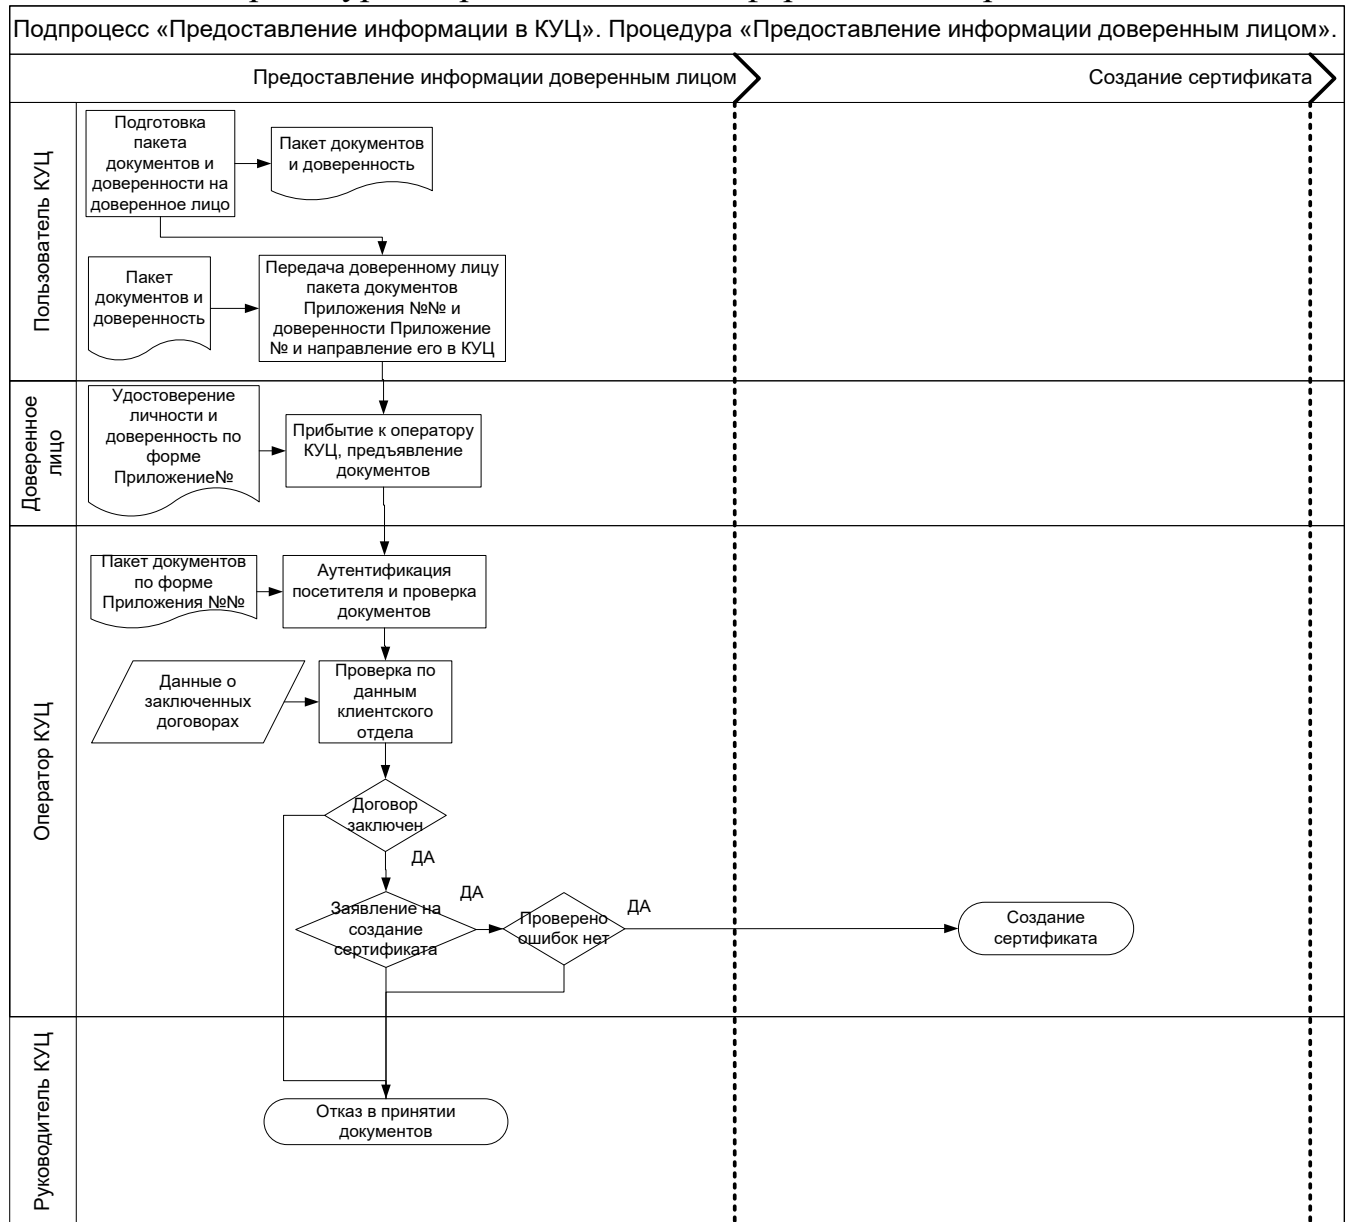 Подпроцесс «Предоставление информации в КУЦ». Процедура «Предоставление информации доверенным лицом».
Предоставление информации доверенным лицом
Создание сертификата
Пользователь КУЦ
Подготовка
пакета
документов и
доверенности на
доверенное лицо
Пакет документов
и доверенность
Пакет
документов и
доверенность
Передача доверенному лицу
пакета документов
Приложения №№ и
доверенности Приложение
№ и направление его в КУЦ
Доверенное
лицо
Удостоверение
личности и
доверенность по
форме
Приложение№
Прибытие к оператору
КУЦ, предъявление
документов
Оператор КУЦ
Пакет документов
по форме
Приложения №№
Аутентификация
посетителя и проверка
документов
Данные о
заключенных
договорах
Проверка по
данным
клиентского
отдела
Договор
заключен
ДА
Заявление на
создание
сертификата
ДА
Проверено
ошибок нет
ДА
Создание
сертификата
Руководитель КУЦ
Отказ в принятии
документов